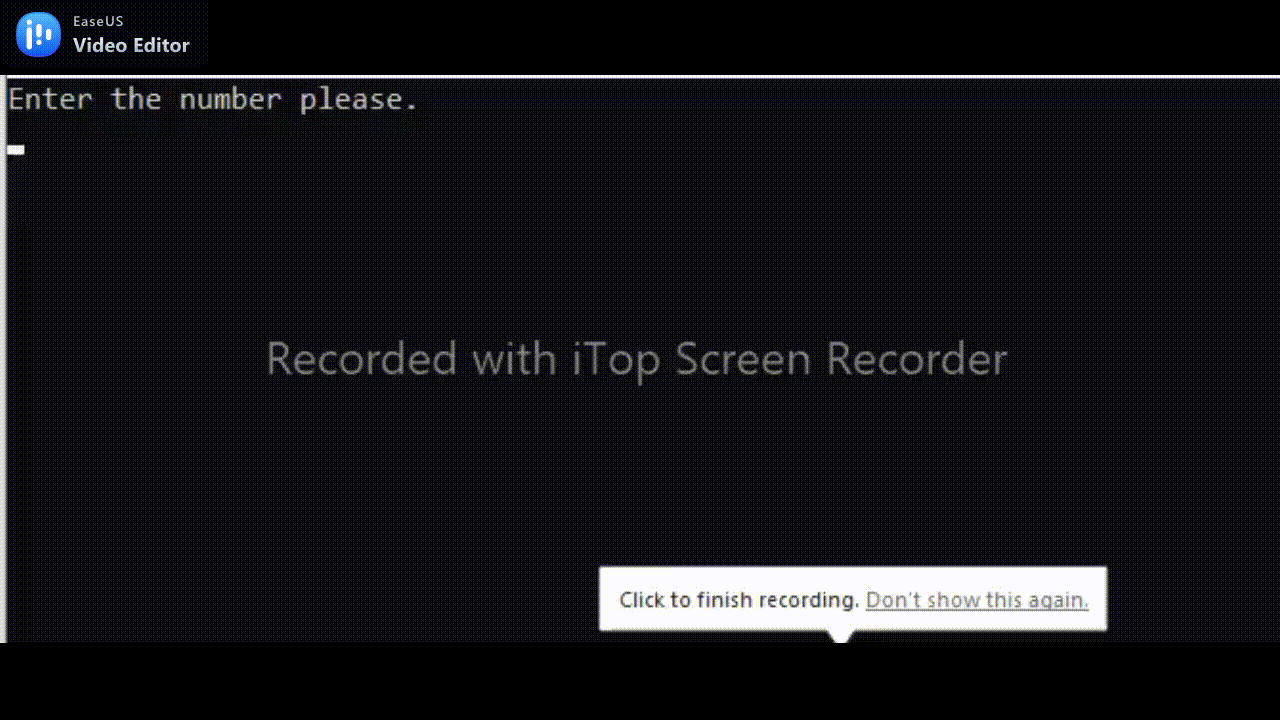 EaseUS
Video Editor
Enter the number please.
Recorded with iTop Screen Recorder
Click to finish recording. Don't show this again.